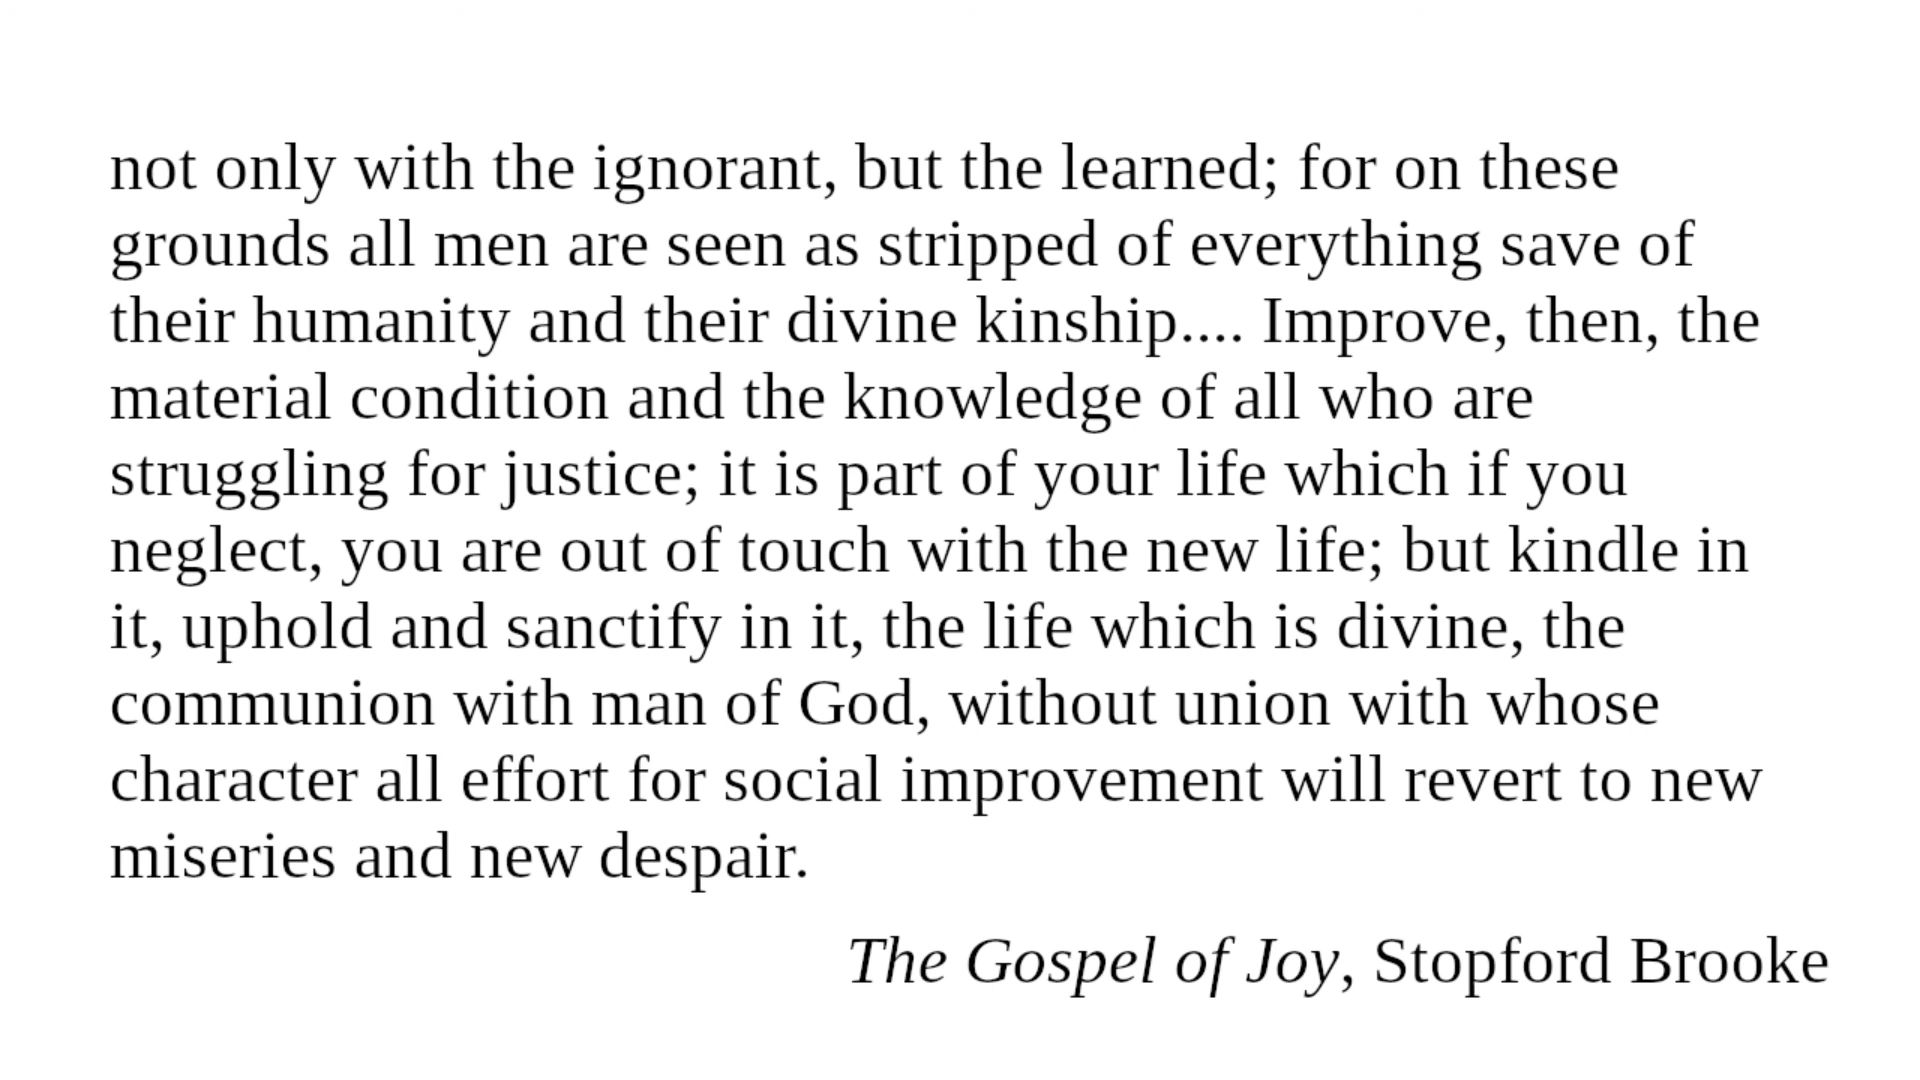 not only with the ignorant, but the learned; for on these
grounds all men are seen as stripped of everything save of
their humanity and their divine kinship.... Improve, then, the
material condition and the knowledge of all who are
struggling for justice; it is part of your life which if you
neglect, you are out of touch with the new life; but kindle in
it, uphold and sanctify in it, the life which is divine, the
communion with man of God, without union with whose
character all effort for social improvement will revert to new
miseries and new despair.
The Gospel of Joy, Stopford Brooke